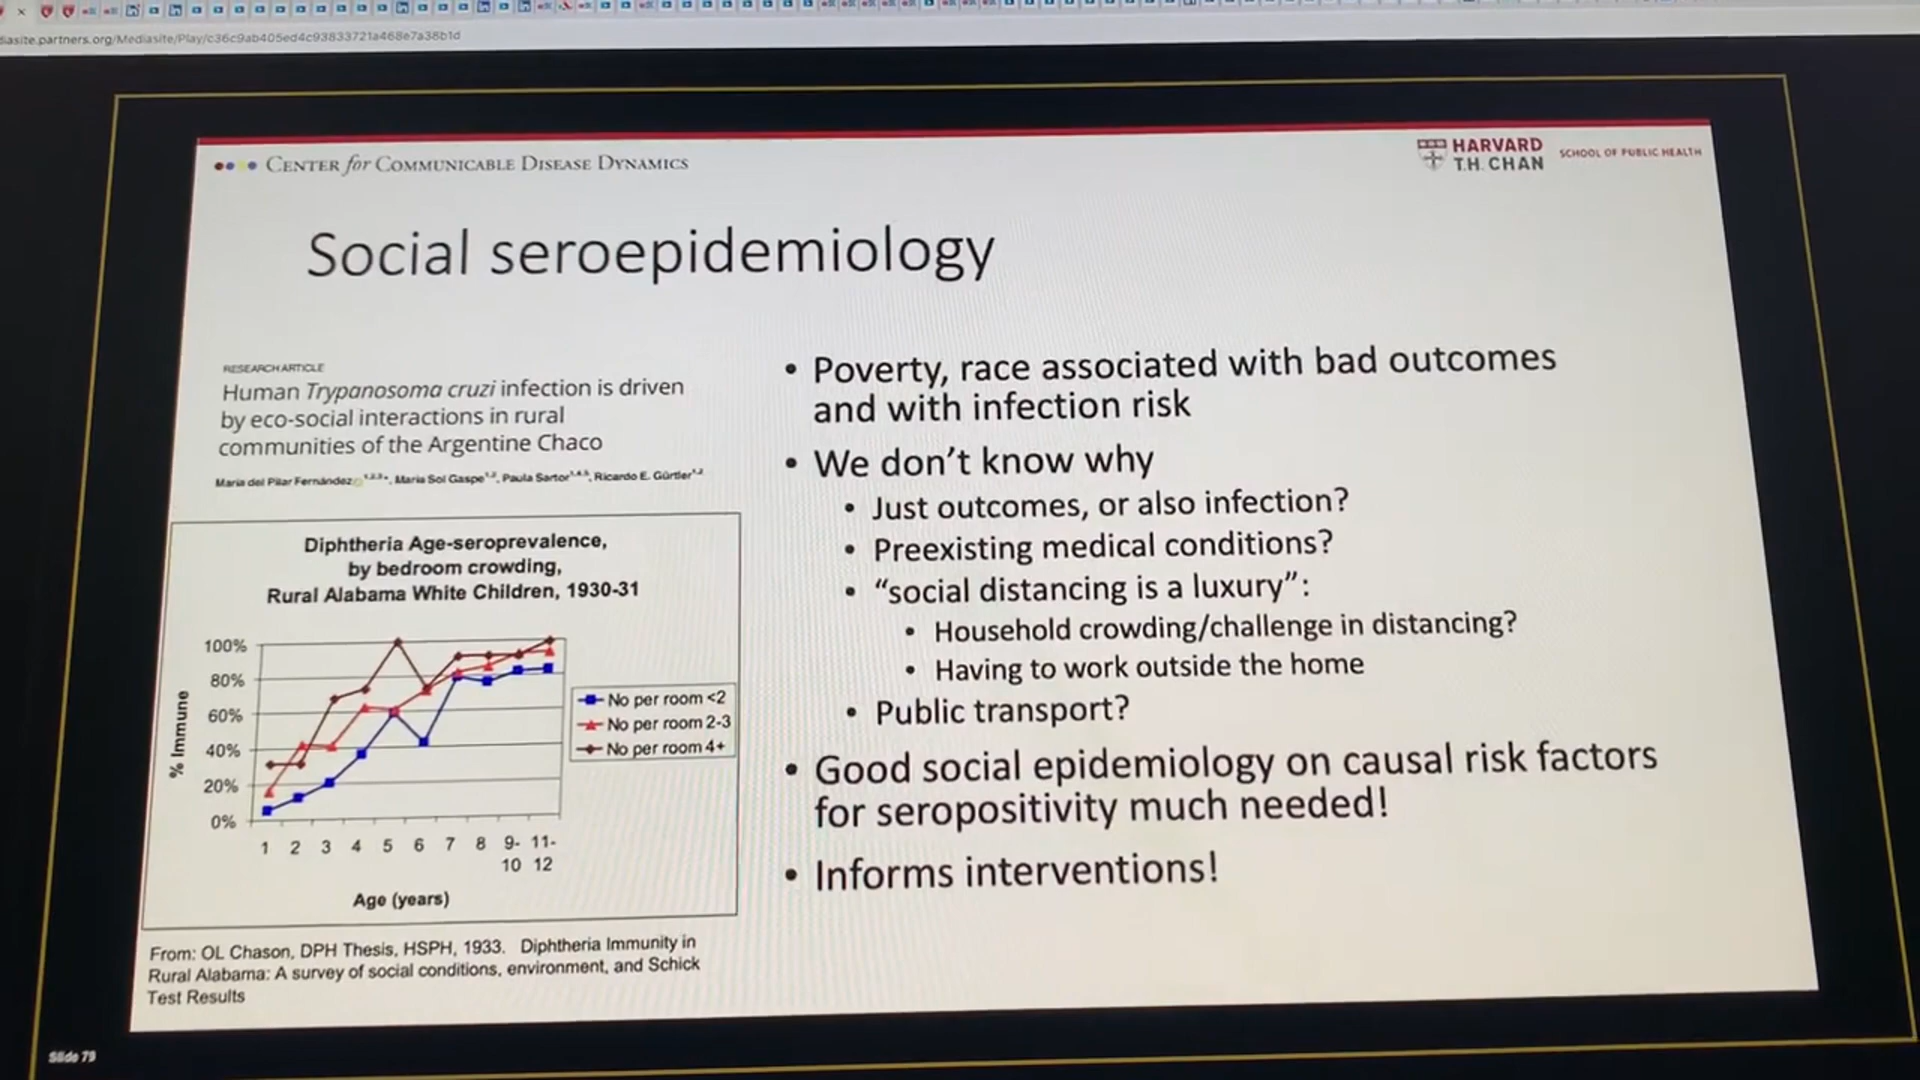 iasite.partners.org/Mediasite/Play/c36c9ab405ed4c93833721a468e7a38b1d
CENTER for COMMUNICABLE DISEASE DYNAMICS
HARVARD
T.H. CHAN
SCHOOL OF PUBLIC HEALTH
Social seroepidemiology
RESEARCH ARTICLE
Human Trypanosoma cruzi infection is driven
by eco-social interactions in rural
communities of the Argentine Chaco
María del Pilar Fernández, María Sol Gaspe, Paula Sartor, Ricardo E. Gürtler
Diphtheria Age-seroprevalence,
by bedroom crowding,
Rural Alabama White Children, 1930-31
100%
80%
60%
40%
20%
0%
% Immune
1 2 3 4 5 6 7 8 9- 11-
10 12
Age (years)
No per room <2
No per room 2-3
No per room 4+
From: OL Chason, DPH Thesis, HSPH, 1933. Diphtheria Immunity in
Rural Alabama: A survey of social conditions, environment, and Schick
Test Results
• Poverty, race associated with bad outcomes
and with infection risk
• We don’t know why
• Just outcomes, or also infection?
• Preexisting medical conditions?
• “social distancing is a luxury”:
• Household crowding/challenge in distancing?
• Having to work outside the home
• Public transport?
• Good social epidemiology on causal risk factors
for seropositivity much needed!
• Informs interventions!
Slide 79